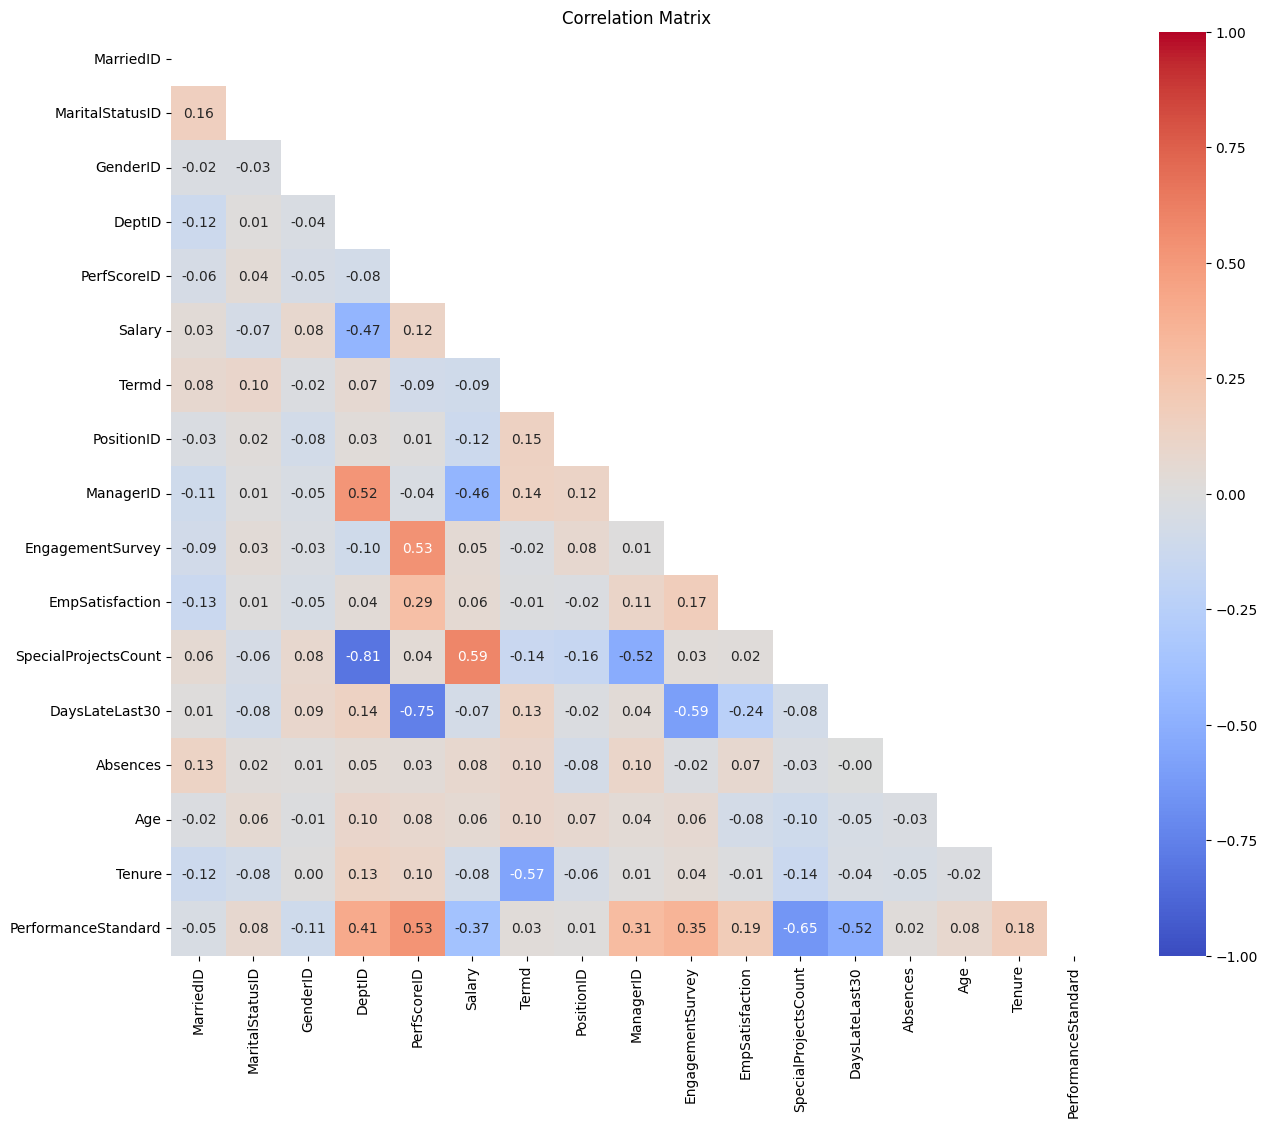 Correlation Matrix
MarriedID
MaritalStatusID 0.16
GenderID -0.02 -0.03
DeptID -0.12 0.01 -0.04
PerfScoreID -0.06 0.04 -0.05 -0.08
Salary 0.03 -0.07 0.08 -0.47 0.12
Termd 0.08 0.10 -0.02 0.07 -0.09 -0.09
PositionID -0.03 0.02 -0.08 0.03 0.01 -0.12 0.15
ManagerID -0.11 0.01 -0.05 0.52 -0.04 -0.46 0.14 0.12
EngagementSurvey -0.09 0.03 -0.03 -0.10 0.53 0.05 -0.02 0.08 0.01
EmpSatisfaction -0.13 0.01 -0.05 0.04 0.29 0.06 -0.01 -0.02 0.11 0.17
SpecialProjectsCount 0.06 -0.06 0.08 -0.81 0.04 0.59 -0.14 -0.16 -0.52 0.03 0.02
DaysLateLast30 0.01 -0.08 0.09 0.14 -0.75 -0.07 0.13 -0.02 0.04 -0.59 -0.24 -0.08
Absences 0.13 0.02 0.01 0.05 0.03 0.08 0.10 -0.08 0.10 -0.02 0.07 -0.03 -0.00
Age -0.02 0.06 -0.01 0.10 0.08 0.06 0.10 0.07 0.04 0.06 -0.08 -0.10 -0.05 -0.03
Tenure -0.12 -0.08 0.00 0.13 0.10 -0.08 -0.57 -0.06 0.01 0.04 -0.01 -0.14 -0.04 -0.05 -0.02
PerformanceStandard -0.05 0.08 -0.11 0.41 0.53 -0.37 0.03 0.01 0.31 0.35 0.19 -0.65 -0.52 0.02 0.08 0.18
MarriedID
MaritalStatusID
GenderID
DeptID
PerfScoreID
Salary
Termd
PositionID
ManagerID
EngagementSurvey
EmpSatisfaction
SpecialProjectsCount
DaysLateLast30
Absences
Age
Tenure
PerformanceStandard
1.00
0.75
0.50
0.25
0.00
−0.25
−0.50
−0.75
−1.00